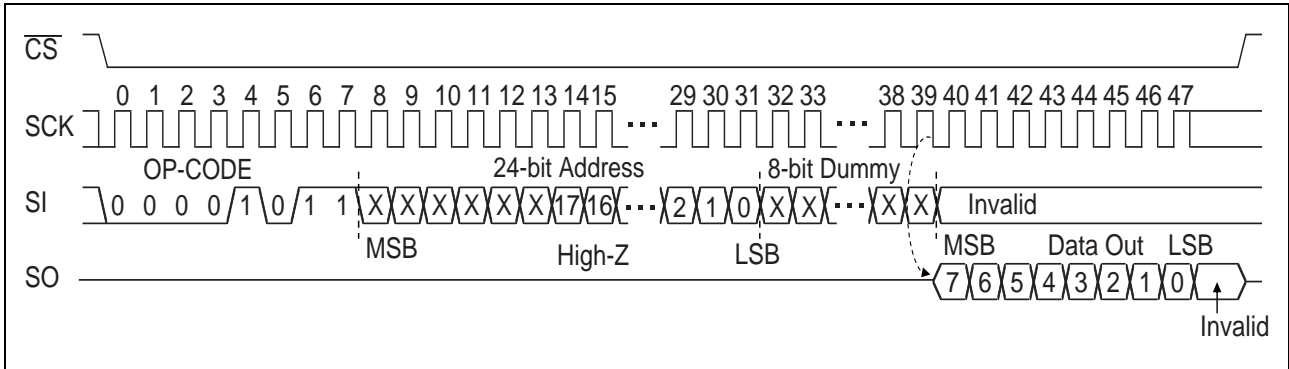 CS
0 1 2 3 4 5 6 7 8 9 10 11 12 13 14 15 29 30 31 32 33 38 39 40 41 42 43 44 45 46 47
SCK ••• •••
OP-CODE 24-bit Address 8-bit Dummy
SI 0 0 0 0 1 0 1 1 X X X X X X 17 16 ••• 2 1 0 X X ••• X X Invalid
MSB High-Z LSB MSB Data Out LSB
SO 7 6 5 4 3 2 1 0
Invalid